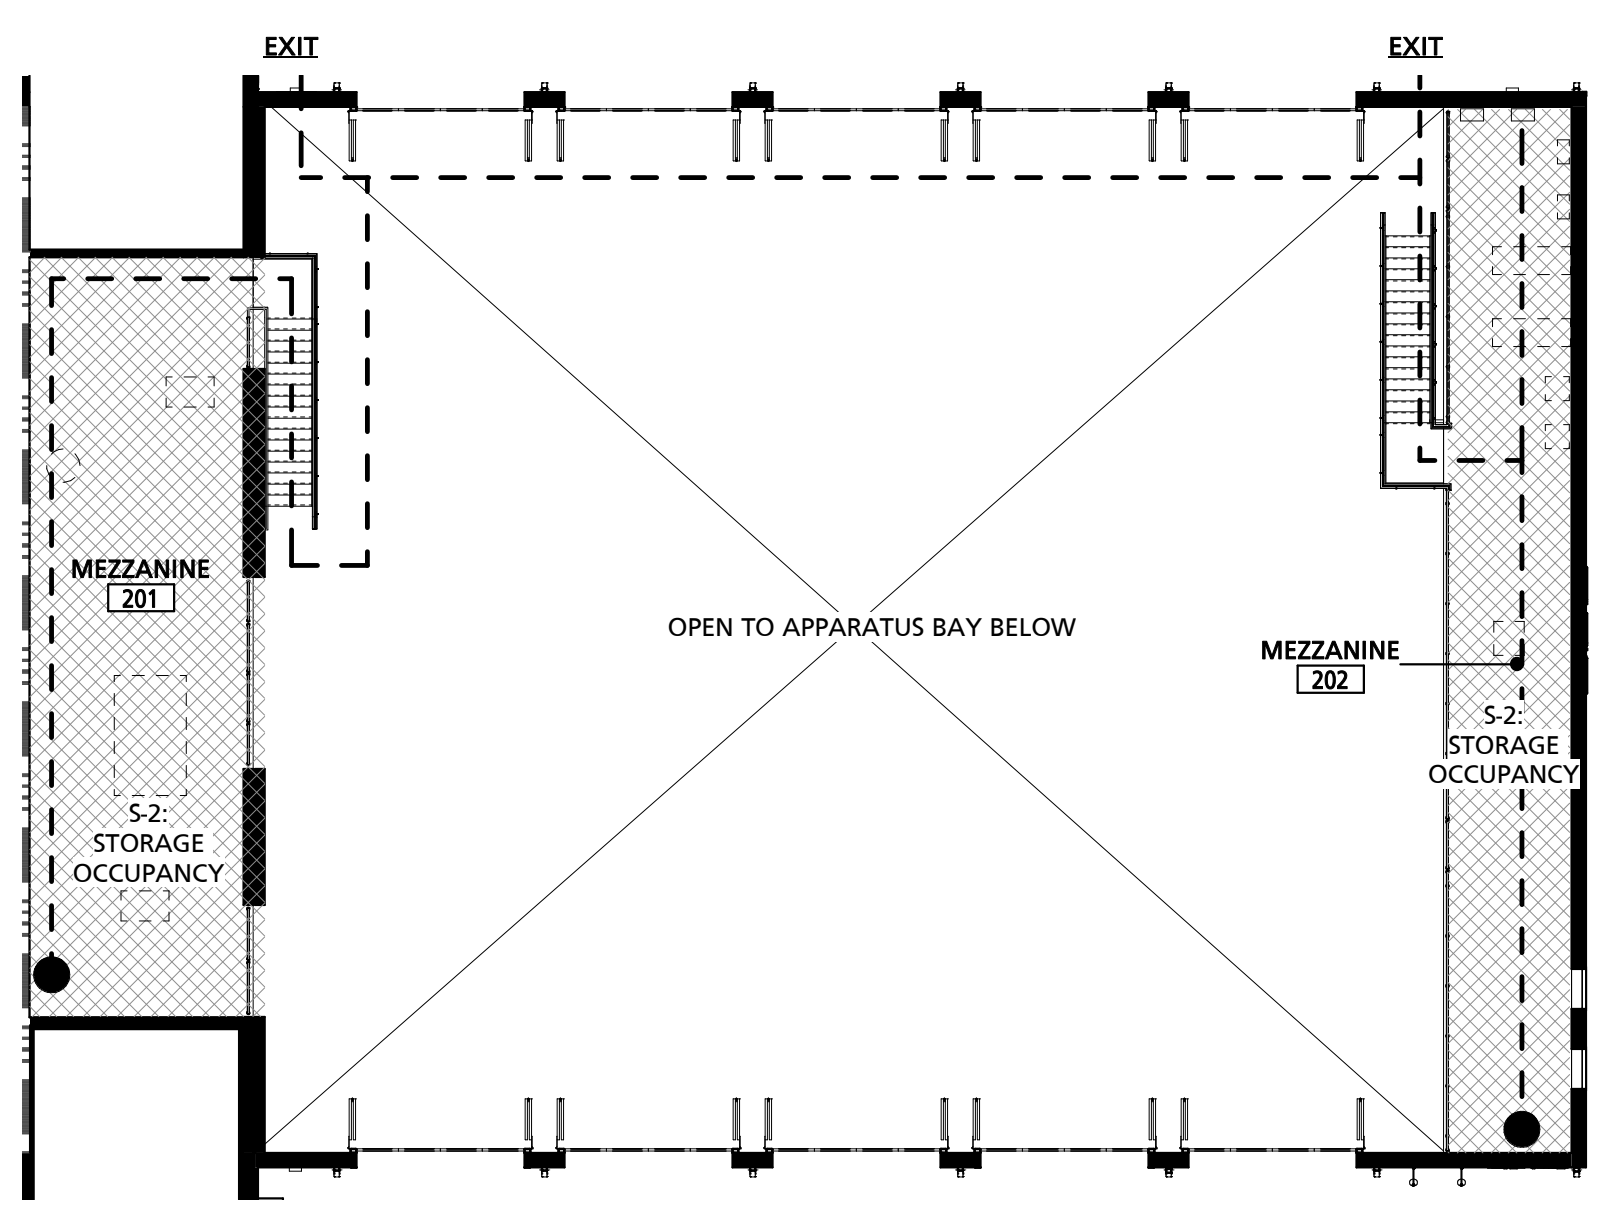 EXIT
EXIT
MEZZANINE
201
OPEN TO APPARATUS BAY BELOW
MEZZANINE
202
S-2:
STORAGE
OCCUPANCY
S-2:
STORAGE
OCCUPANCY